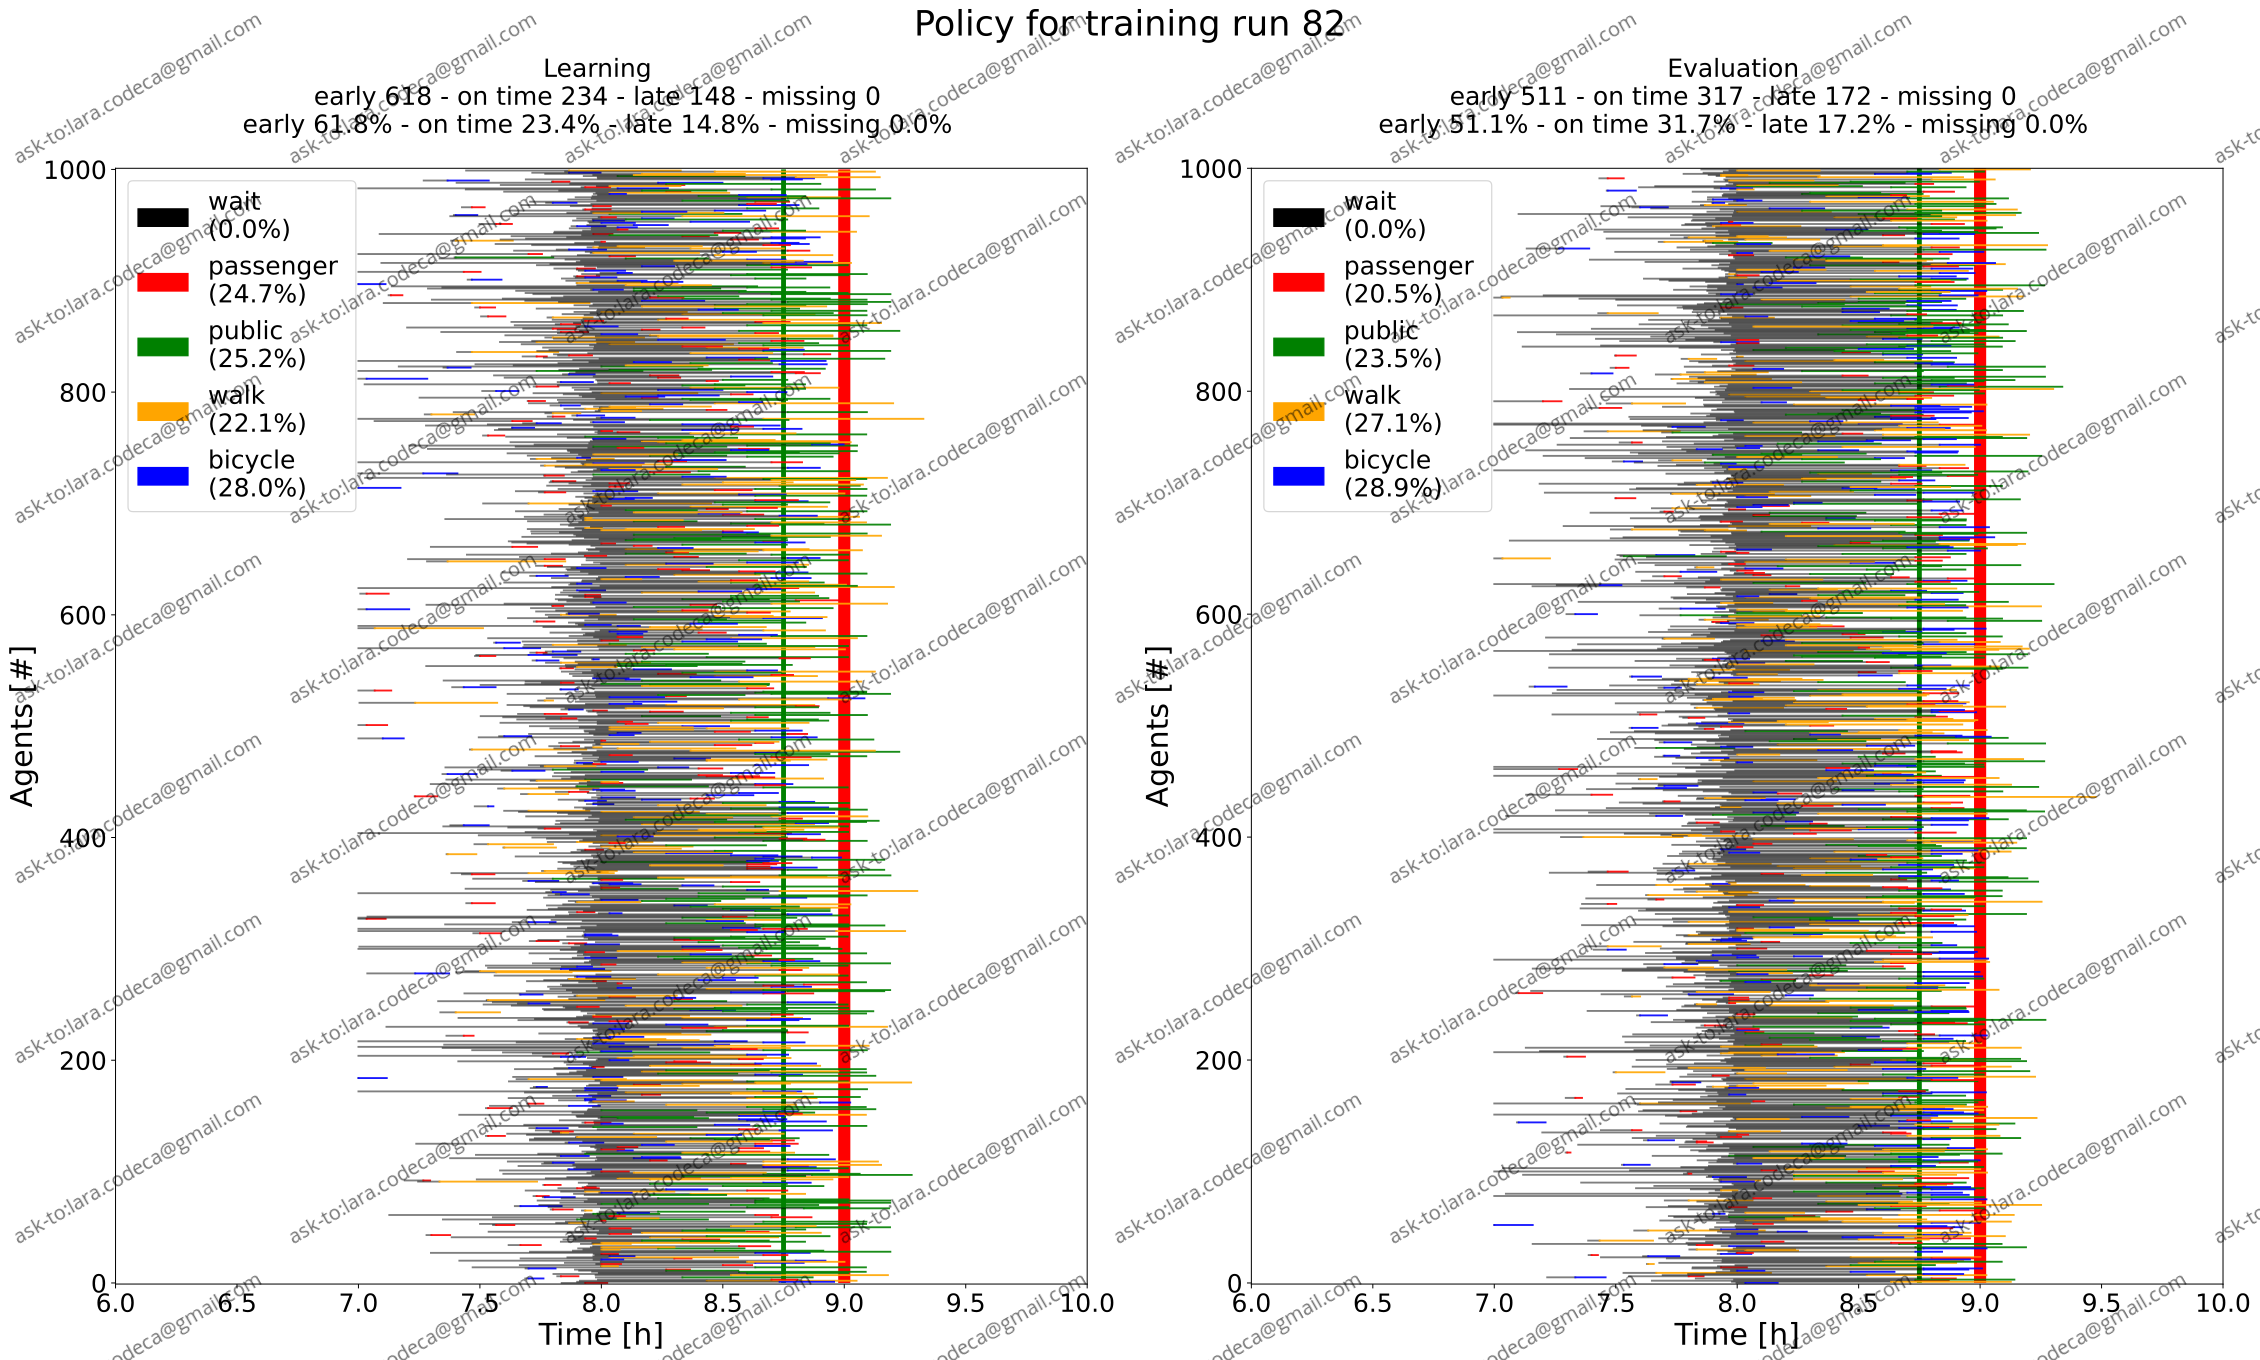 Policy for training run 82
Learning
early 618 - on time 234 - late 148 - missing 0
early 61.8% - on time 23.4% - late 14.8% - missing 0.0%
1000
800
600
400
200
0
Agents [#]
wait
(0.0%)
passenger
(24.7%)
public
(25.2%)
walk
(22.1%)
bicycle
(28.0%)
6.0 6.5 7.0 7.5 8.0 8.5 9.0 9.5 10.0
Time [h]
Evaluation
early 511 - on time 317 - late 172 - missing 0
early 51.1% - on time 31.7% - late 17.2% - missing 0.0%
1000
800
600
400
200
0
Agents [#]
wait
(0.0%)
passenger
(20.5%)
public
(23.5%)
walk
(27.1%)
bicycle
(28.9%)
6.0 6.5 7.0 7.5 8.0 8.5 9.0 9.5 10.0
Time [h]
ask-to:lara.codeca@gmail.com